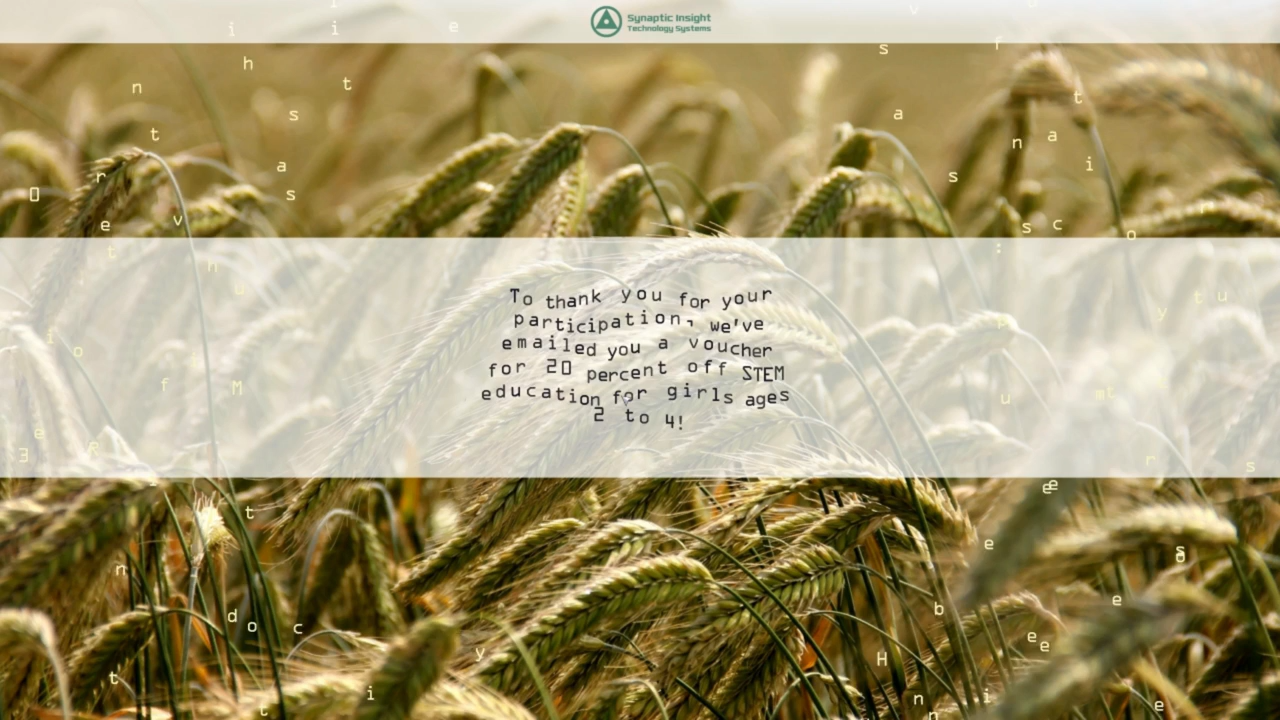 Synaptic Insight
Technology Systems
To thank you for your
participation, we've
emailed you a voucher
for 20 percent off STEM
education for girls ages
2 to 4!